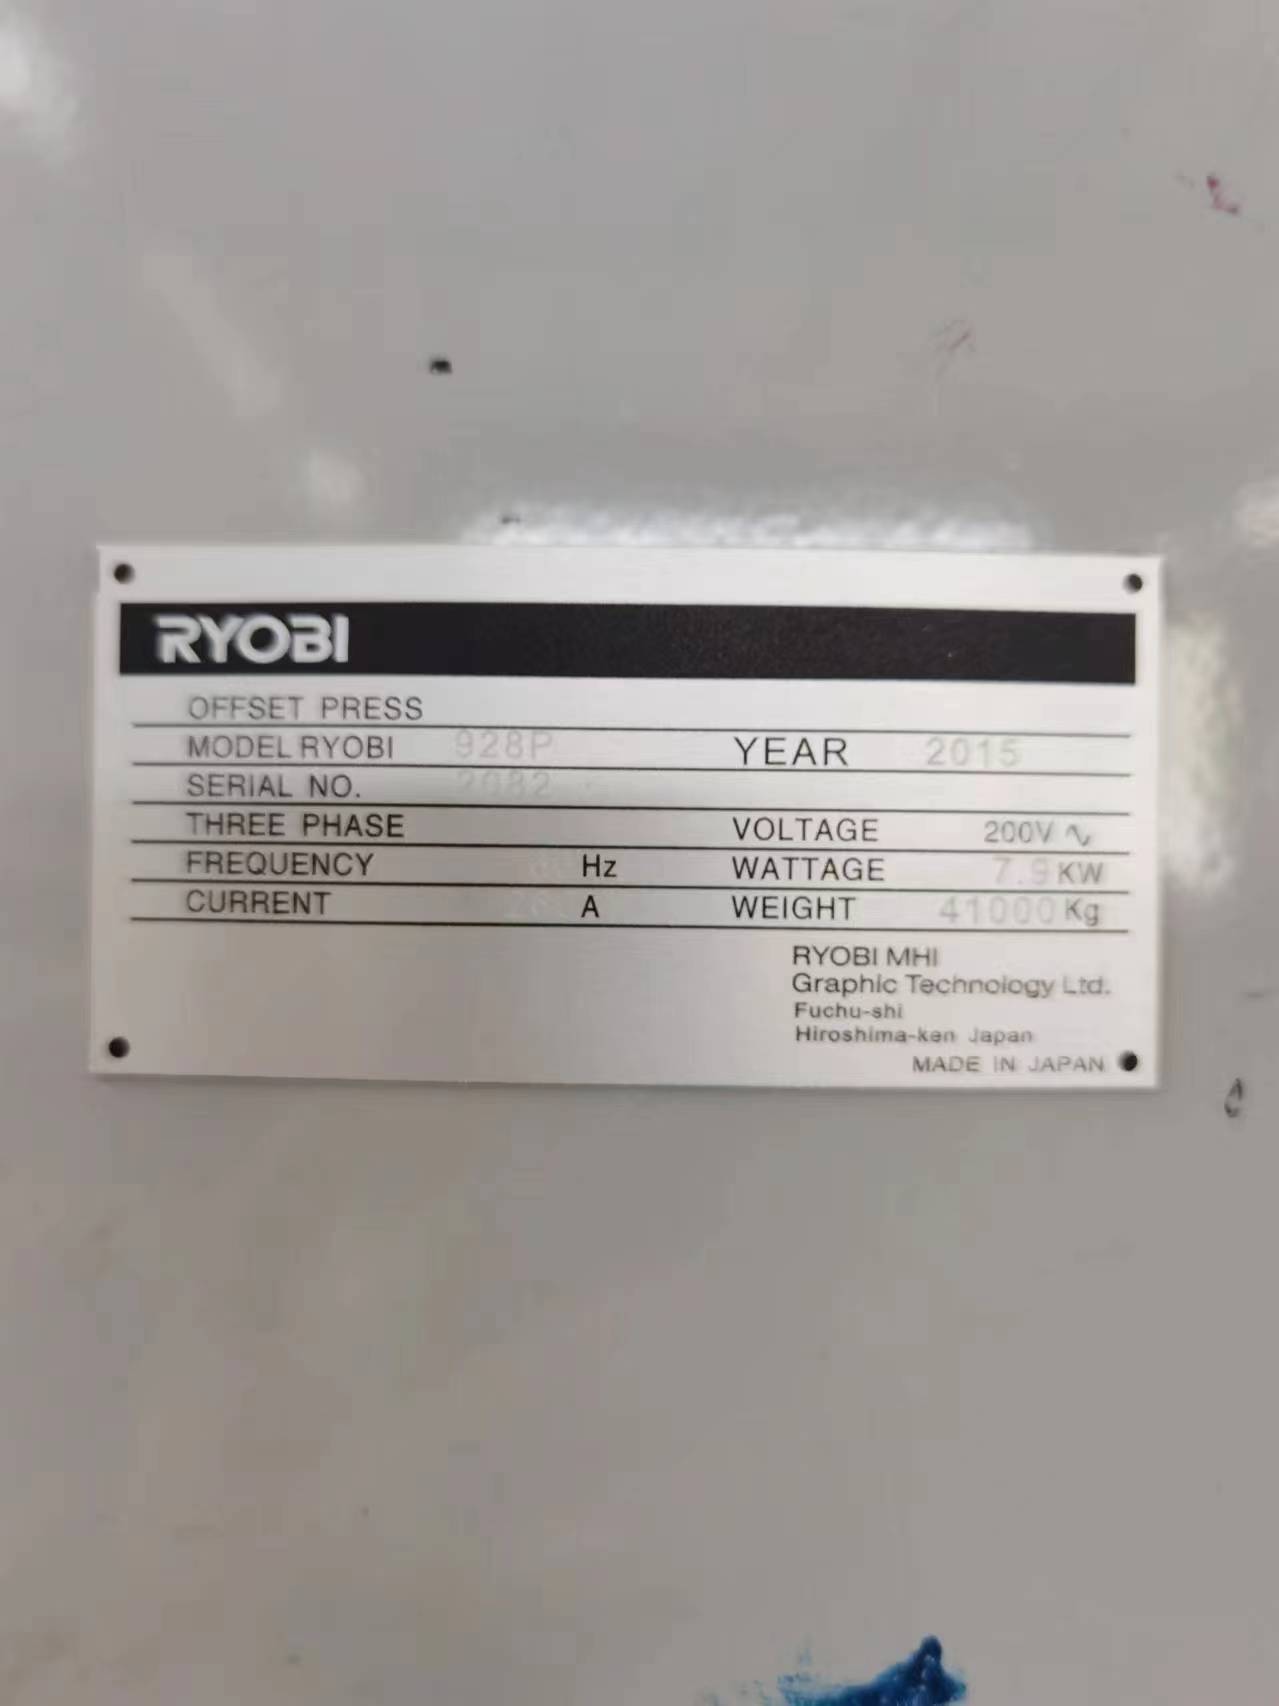 RYOBI
OFFSET PRESS
MODEL RYOBI 928P YEAR 2015
SERIAL NO. 2082
THREE PHASE VOLTAGE 200V ∿
FREQUENCY Hz WATTAGE 7.9 KW
CURRENT A WEIGHT 41000 Kg
RYOBI MHI
Graphic Technology Ltd.
Fuchu-shi
Hiroshima-ken Japan
MADE IN JAPAN